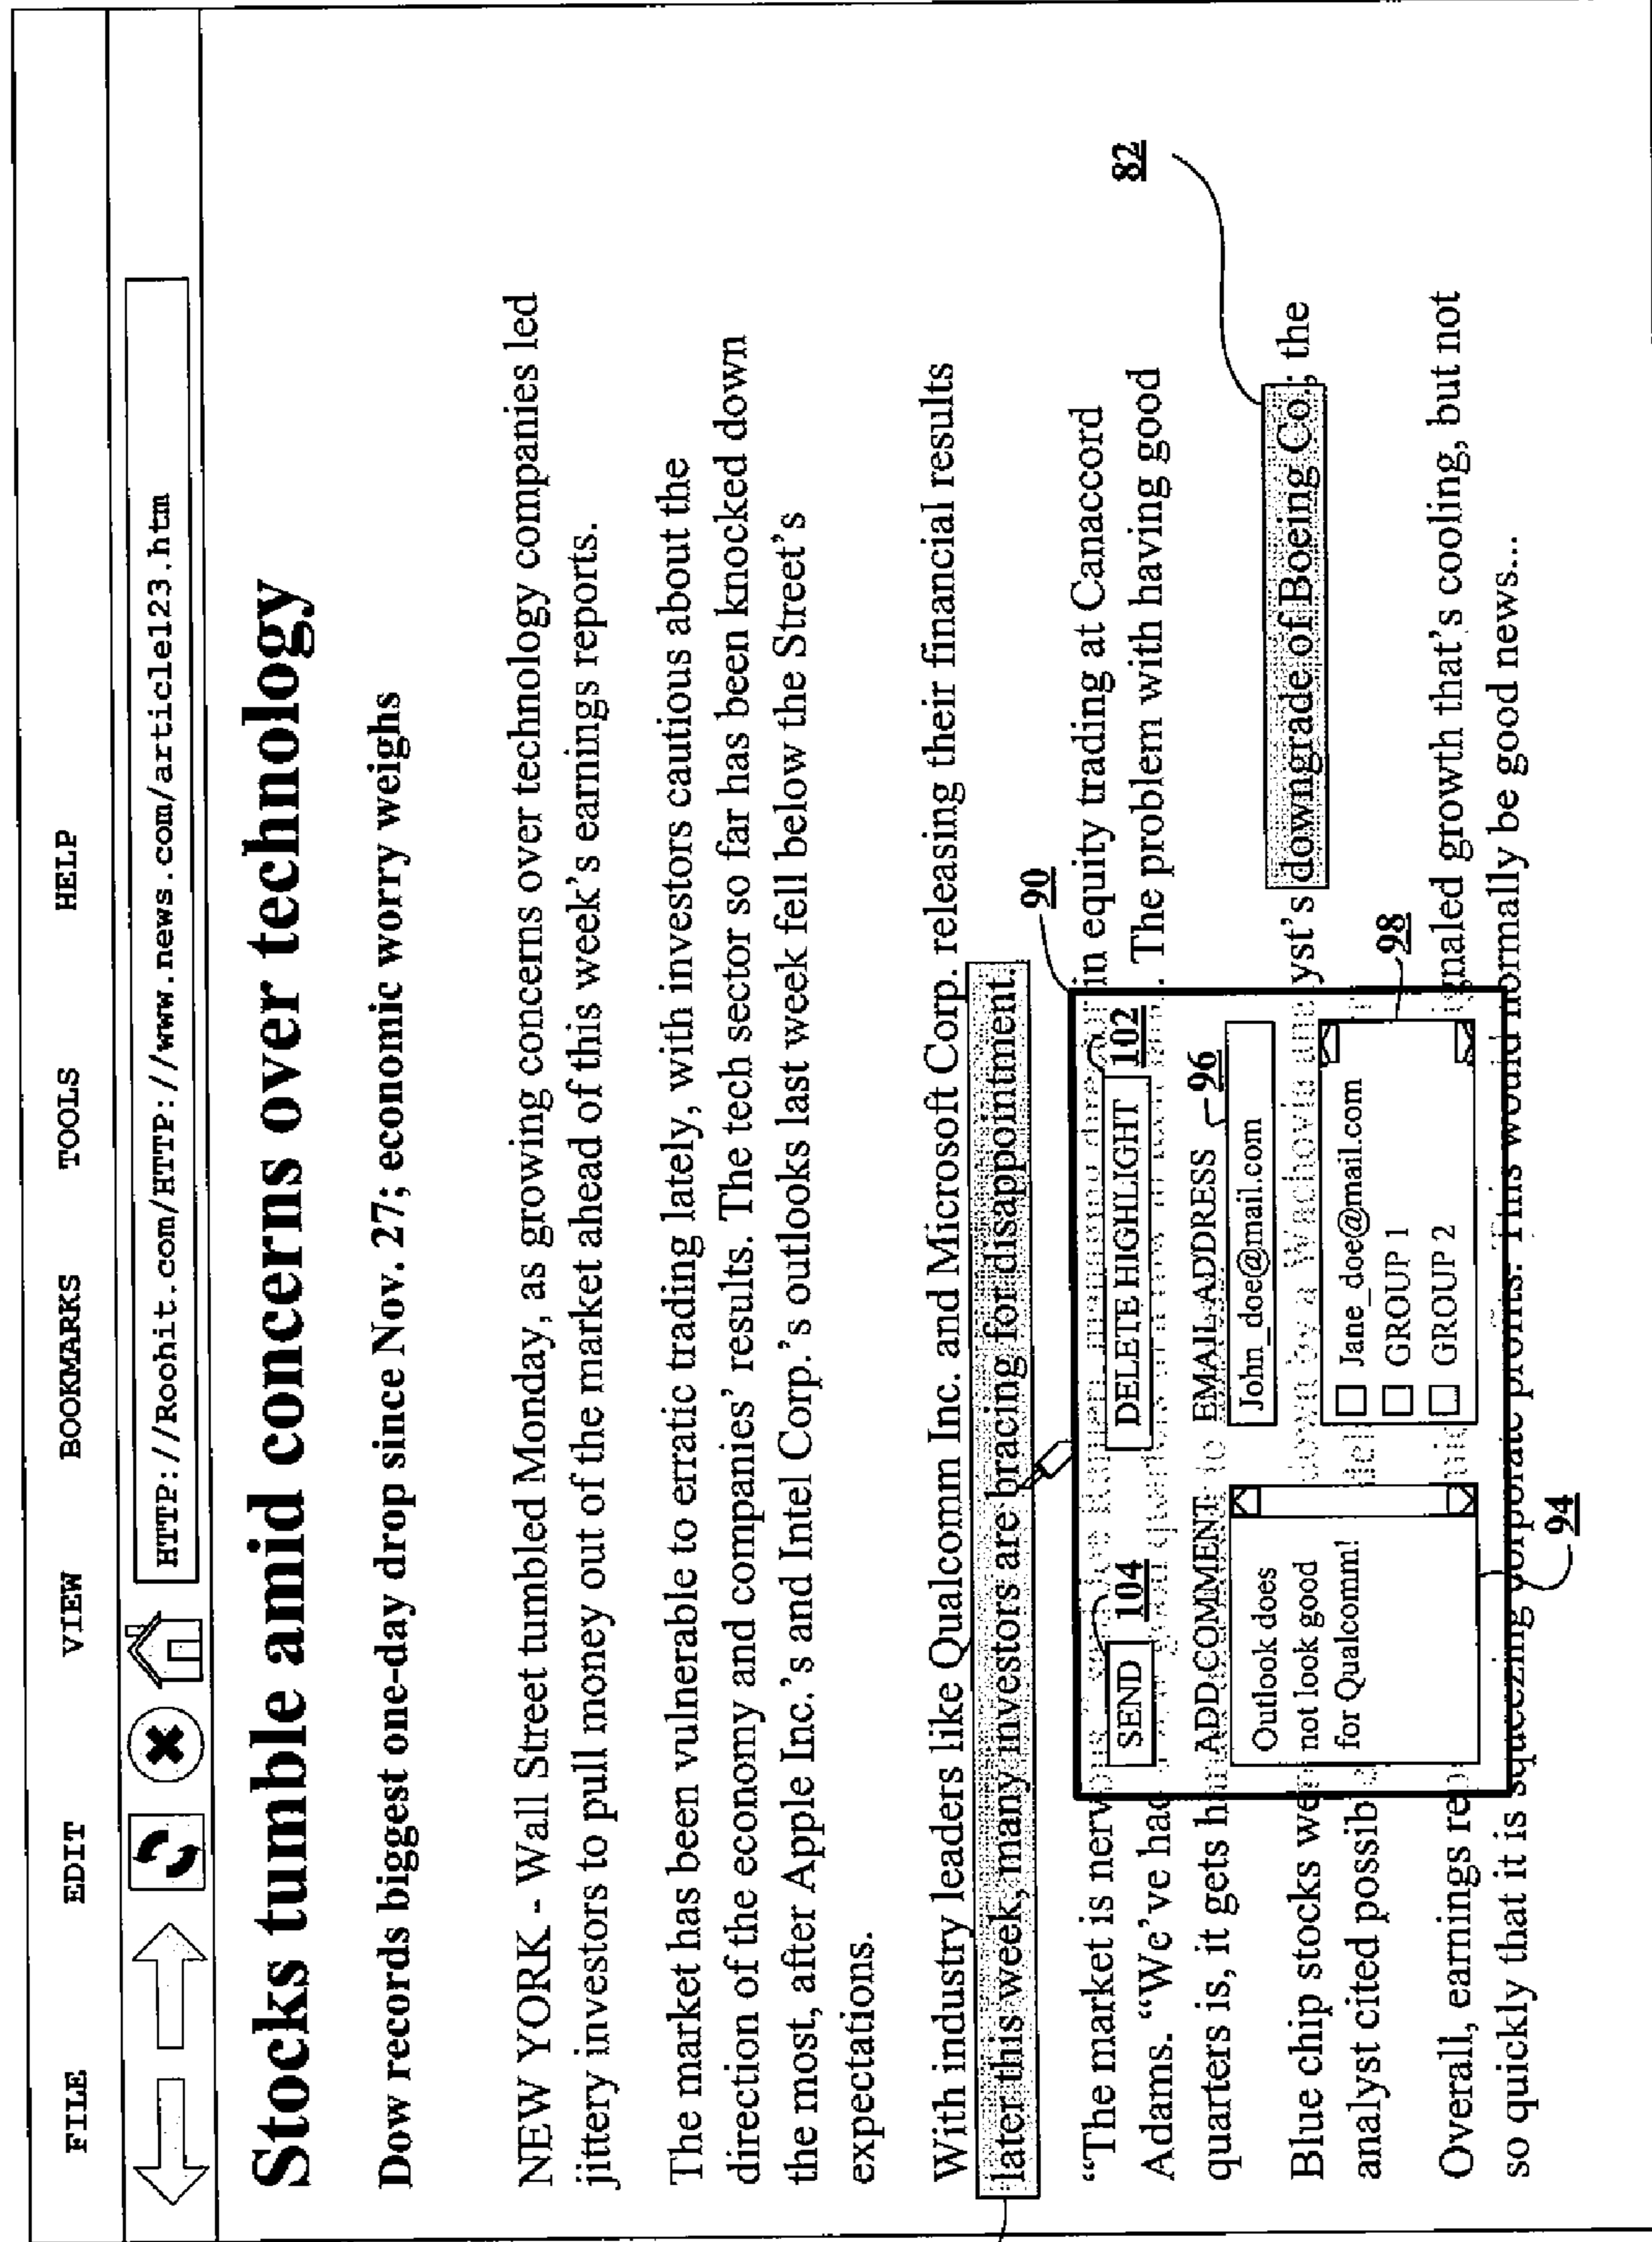 FILE EDIT VIEW BOOKMARKS TOOLS HELP
HTTP://Roohit.com/HTTP://www.news.com/article123.htm
Stocks tumble amid concerns over technology
Dow records biggest one-day drop since Nov. 27; economic worry weighs
NEW YORK - Wall Street tumbled Monday, as growing concerns over technology companies led
jittery investors to pull money out of the market ahead of this week's earnings reports.
The market has been vulnerable to erratic trading lately, with investors cautious about the
direction of the economy and companies' results. The tech sector so far has been knocked down
the most, after Apple Inc.'s and Intel Corp.'s outlooks last week fell below the Street's
expectations.
With industry leaders like Qualcomm Inc. and Microsoft Corp. releasing their financial results
later this week, many investors are bracing for disappointment.
90
82
"The market is nerv in equity trading at Canaccord
Adams. "We've had . The problem with having good
quarters is, it gets h
Blue chip stocks we yst's downgrade of Boeing Co.; the
analyst cited possib
Overall, earnings re gnaled growth that's cooling, but not
so quickly that it is squeezing corporate profits. This would normally be good news...
SEND 104 DELETE HIGHLIGHT 102
ADD COMMENT EMAIL ADDRESS 96
Outlook does
not look good
for Qualcomm!
94
John_doe@mail.com
Jane_doe@mail.com
GROUP 1
GROUP 2
98